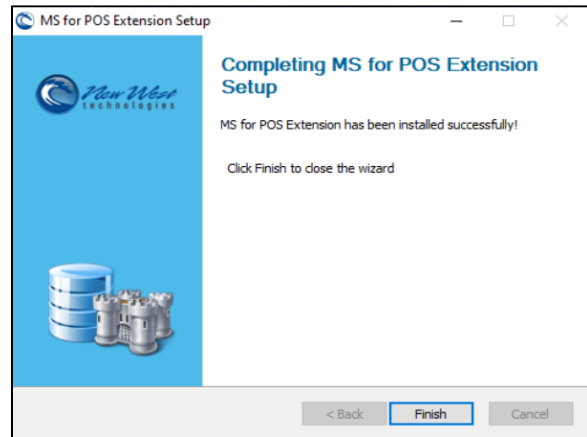 MS for POS Extension Setup
New West
technologies
Completing MS for POS Extension
Setup
MS for POS Extension has been installed successfully!
Click Finish to close the wizard
< Back
Finish
Cancel